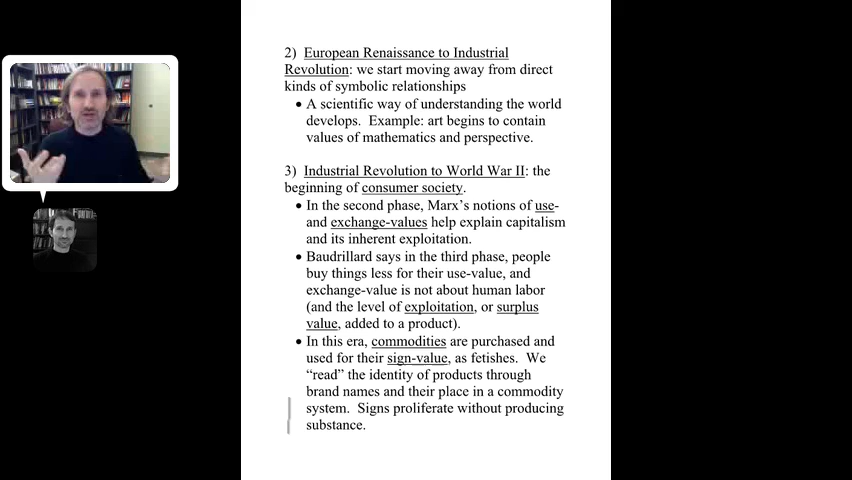 2) European Renaissance to Industrial
Revolution: we start moving away from direct
kinds of symbolic relationships
• A scientific way of understanding the world
develops. Example: art begins to contain
values of mathematics and perspective.
3) Industrial Revolution to World War II: the
beginning of consumer society.
• In the second phase, Marx's notions of use-
and exchange-values help explain capitalism
and its inherent exploitation.
• Baudrillard says in the third phase, people
buy things less for their use-value, and
exchange-value is not about human labor
(and the level of exploitation, or surplus
value, added to a product).
• In this era, commodities are purchased and
used for their sign-value, as fetishes. We
“read” the identity of products through
brand names and their place in a commodity
system. Signs proliferate without producing
substance.